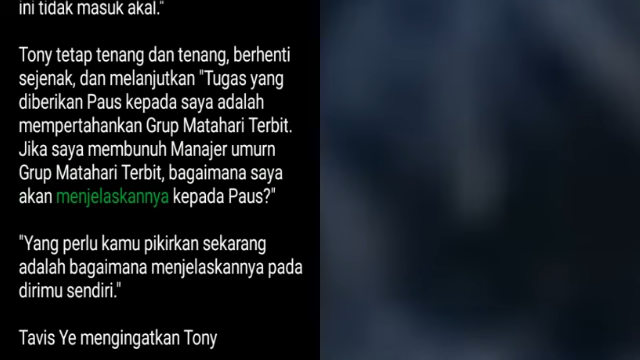 ini tidak masuk akal."
Tony tetap tenang dan tenang, berhenti
sejenak, dan melanjutkan "Tugas yang
diberikan Paus kepada saya adalah
mempertahankan Grup Matahari Terbit.
Jika saya membunuh Manajer umurn
Grup Matahari Terbit, bagaimana saya
akan menjelaskannya kepada Paus?"
"Yang perlu kamu pikirkan sekarang
adalah bagaimana menjelaskannya pada
dirimu sendiri."
Tavis Ye mengingatkan Tony